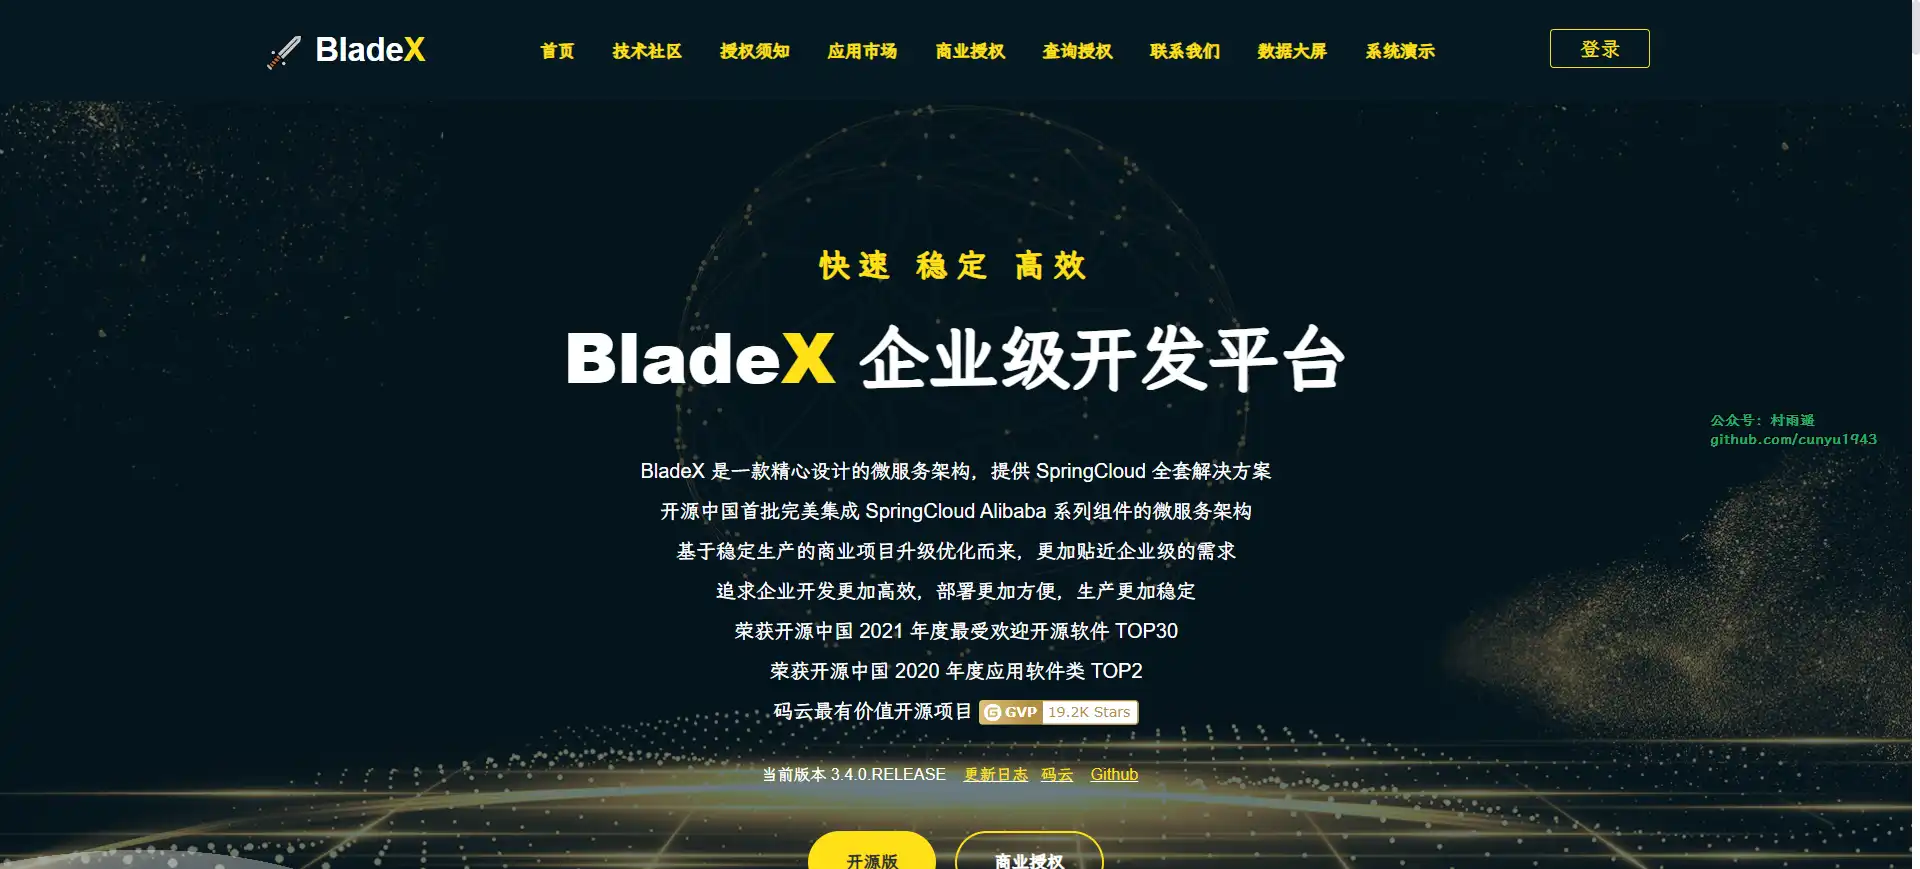 BladeX
首页 技术社区 授权须知 应用市场 商业授权 查询授权 联系我们 数据大屏 系统演示
登录
快速 稳定 高效
BladeX 企业级开发平台
公众号：村雨遥
github.com/cunyu1943
BladeX 是一款精心设计的微服务架构，提供 SpringCloud 全套解决方案
开源中国首批完美集成 SpringCloud Alibaba 系列组件的微服务架构
基于稳定生产的商业项目升级优化而来，更加贴近企业级的需求
追求企业开发更加高效，部署更加方便，生产更加稳定
荣获开源中国 2021 年度最受欢迎开源软件 TOP30
荣获开源中国 2020 年度应用软件类 TOP2
码云最有价值开源项目 G GVP 19.2K Stars
当前版本 3.4.0.RELEASE 更新日志 码云 Github
开源版 商业授权